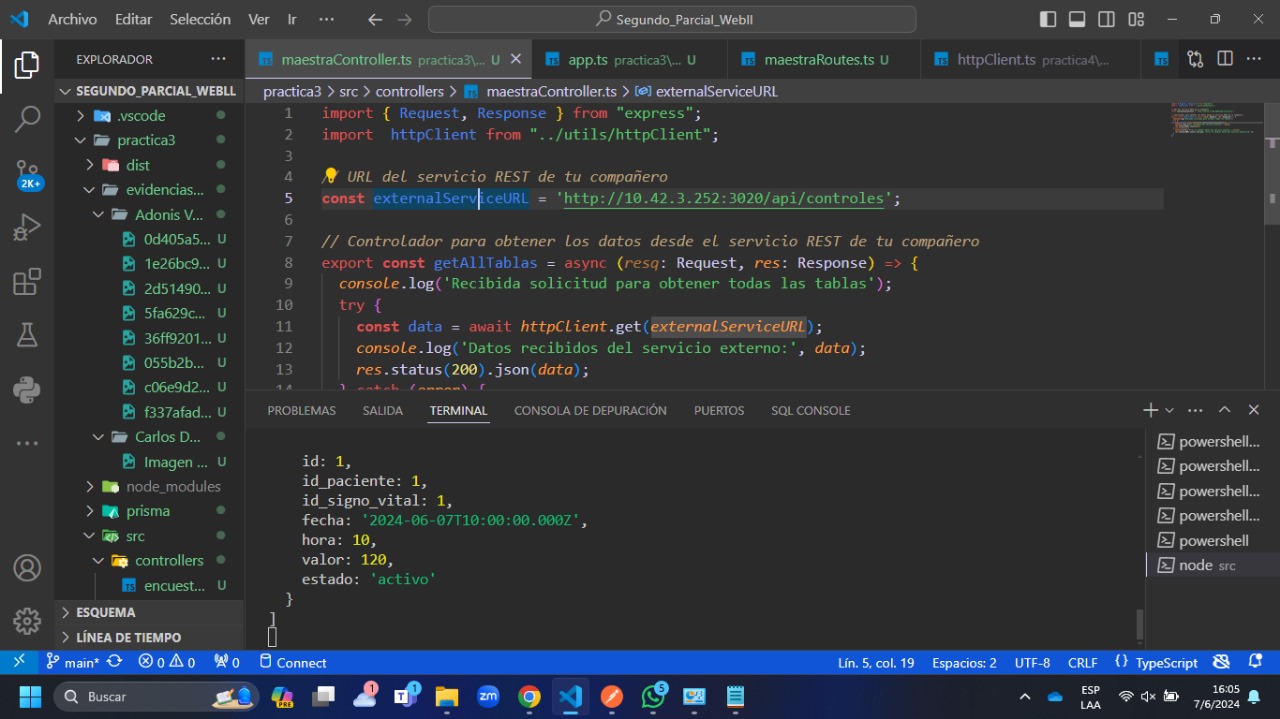 Archivo Editar Selección Ver Ir ··· Segundo_Parcial_WebII
EXPLORADOR ···
SEGUNDO_PARCIAL_WEBLL
.vscode
practica3
dist
evidencias...
Adonis V...
0d405a5... U
1e26bc9... U
2d51490... U
5fa629c... U
36ff9201... U
055b2b... U
c06e9d2... U
f337afad... U
Carlos D...
Imagen ... U
node_modules
prisma
src
controllers
encuest... U
ESQUEMA
LÍNEA DE TIEMPO
2K+
maestraController.ts practica3\... U
app.ts practica3\... U
maestraRoutes.ts U
httpClient.ts practica4\...
practica3 > src > controllers > maestraController.ts > externalServiceURL
1 import { Request, Response } from "express";
2 import httpClient from "../utils/httpClient";
3
4 / URL del servicio REST de tu compañero
5 const externalServiceURL = 'http://10.42.3.252:3020/api/controles';
6
7 // Controlador para obtener los datos desde el servicio REST de tu compañero
8 export const getAllTablas = async (resq: Request, res: Response) => {
9 console.log('Recibida solicitud para obtener todas las tablas');
10 try {
11 const data = await httpClient.get(externalServiceURL);
12 console.log('Datos recibidos del servicio externo:', data);
13 res.status(200).json(data);
14 } catch (error) {
PROBLEMAS SALIDA TERMINAL CONSOLA DE DEPURACIÓN PUERTOS SQL CONSOLE
id: 1,
id_paciente: 1,
id_signo_vital: 1,
fecha: '2024-06-07T10:00:00.000Z',
hora: 10,
valor: 120,
estado: 'activo'
}
]
powershell...
powershell...
powershell...
powershell...
powershell
node src
main* 0 0 0 Connect Lín. 5, col. 19 Espacios: 2 UTF-8 CRLF {} TypeScript
Buscar PRE 1 1 zm 5 ESP LAA 16:05 7/6/2024